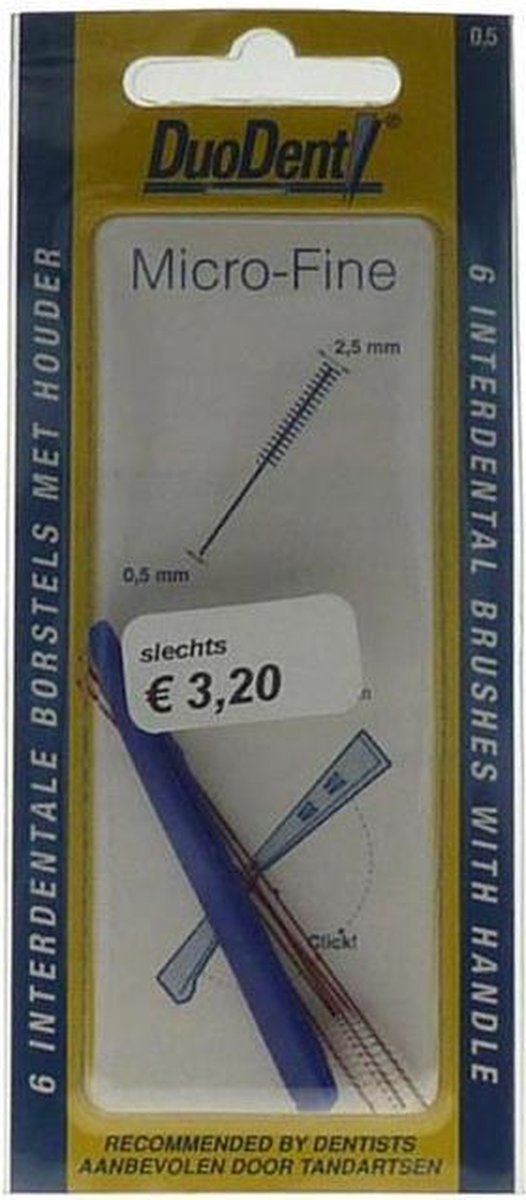 0,5
DuoDent®
Micro-Fine
2,5 mm
0,5 mm
slechts
€ 3,20
Click!
6 INTERDENTALE BORSTELS MET HOUDER
6 INTERDENTAL BRUSHES WITH HANDLE
RECOMMENDED BY DENTISTS
AANBEVOLEN DOOR TANDARTSEN